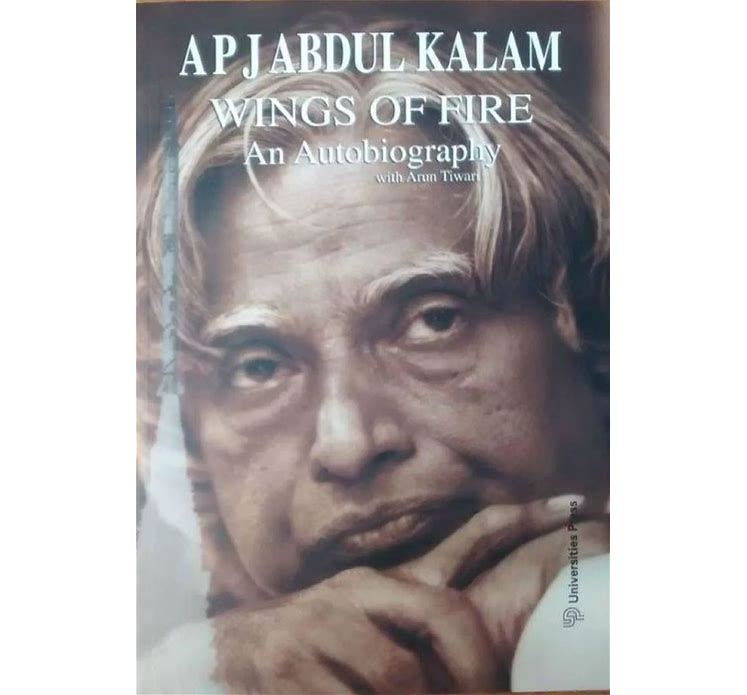 A P J ABDUL KALAM
WINGS OF FIRE
An Autobiography
with Arun Tiwari
Universities Press